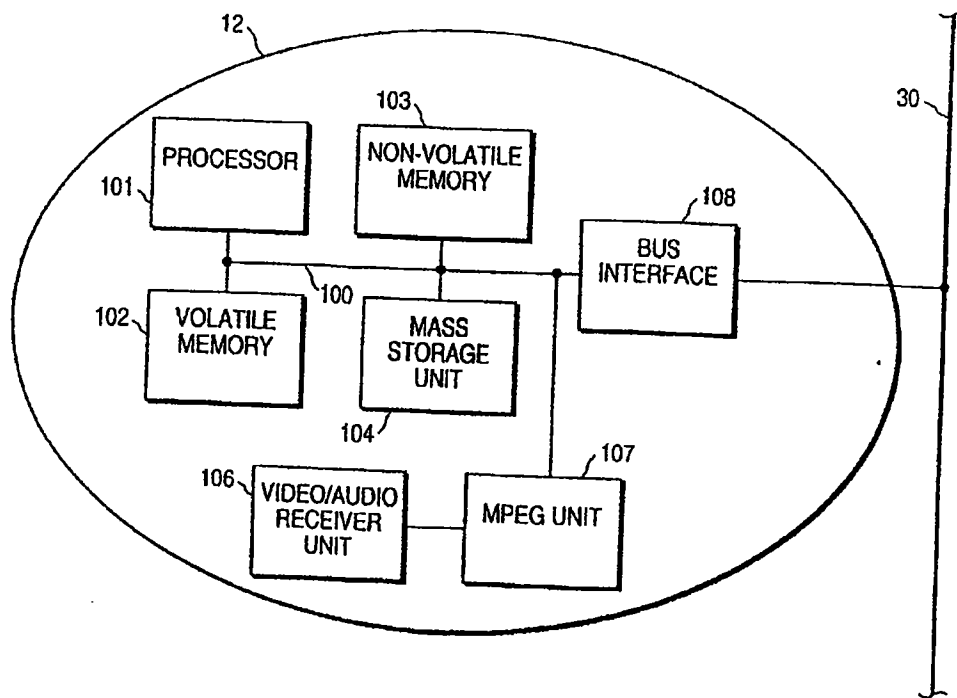 12
30
103
PROCESSOR
101
NON-VOLATILE
MEMORY
108
BUS
INTERFACE
100
102
VOLATILE
MEMORY
MASS
STORAGE
UNIT
104
107
106
VIDEO/AUDIO
RECEIVER
UNIT
MPEG UNIT